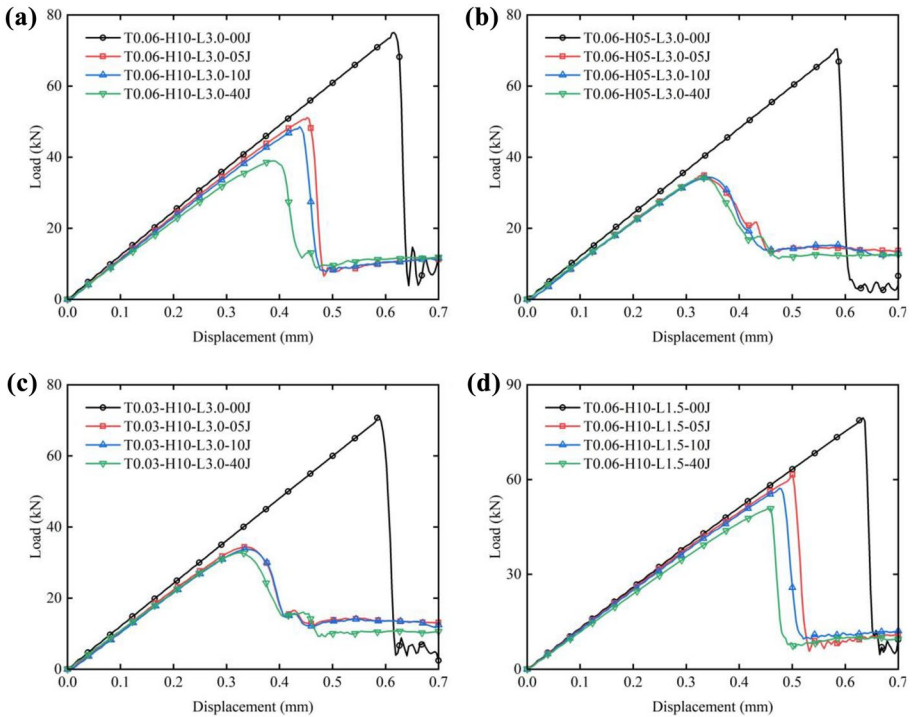 (a)
80
60
40
20
0
Load (kN)
T0.06-H10-L3.0-00J
T0.06-H10-L3.0-05J
T0.06-H10-L3.0-10J
T0.06-H10-L3.0-40J
0.0 0.1 0.2 0.3 0.4 0.5 0.6 0.7
Displacement (mm)
(b)
80
60
40
20
0
Load (kN)
T0.06-H05-L3.0-00J
T0.06-H05-L3.0-05J
T0.06-H05-L3.0-10J
T0.06-H05-L3.0-40J
0.0 0.1 0.2 0.3 0.4 0.5 0.6 0.7
Displacement (mm)
(c)
80
60
40
20
0
Load (kN)
T0.03-H10-L3.0-00J
T0.03-H10-L3.0-05J
T0.03-H10-L3.0-10J
T0.03-H10-L3.0-40J
0.0 0.1 0.2 0.3 0.4 0.5 0.6 0.7
Displacement (mm)
(d)
90
60
30
0
Load (kN)
T0.06-H10-L1.5-00J
T0.06-H10-L1.5-05J
T0.06-H10-L1.5-10J
T0.06-H10-L1.5-40J
0.0 0.1 0.2 0.3 0.4 0.5 0.6 0.7
Displacement (mm)